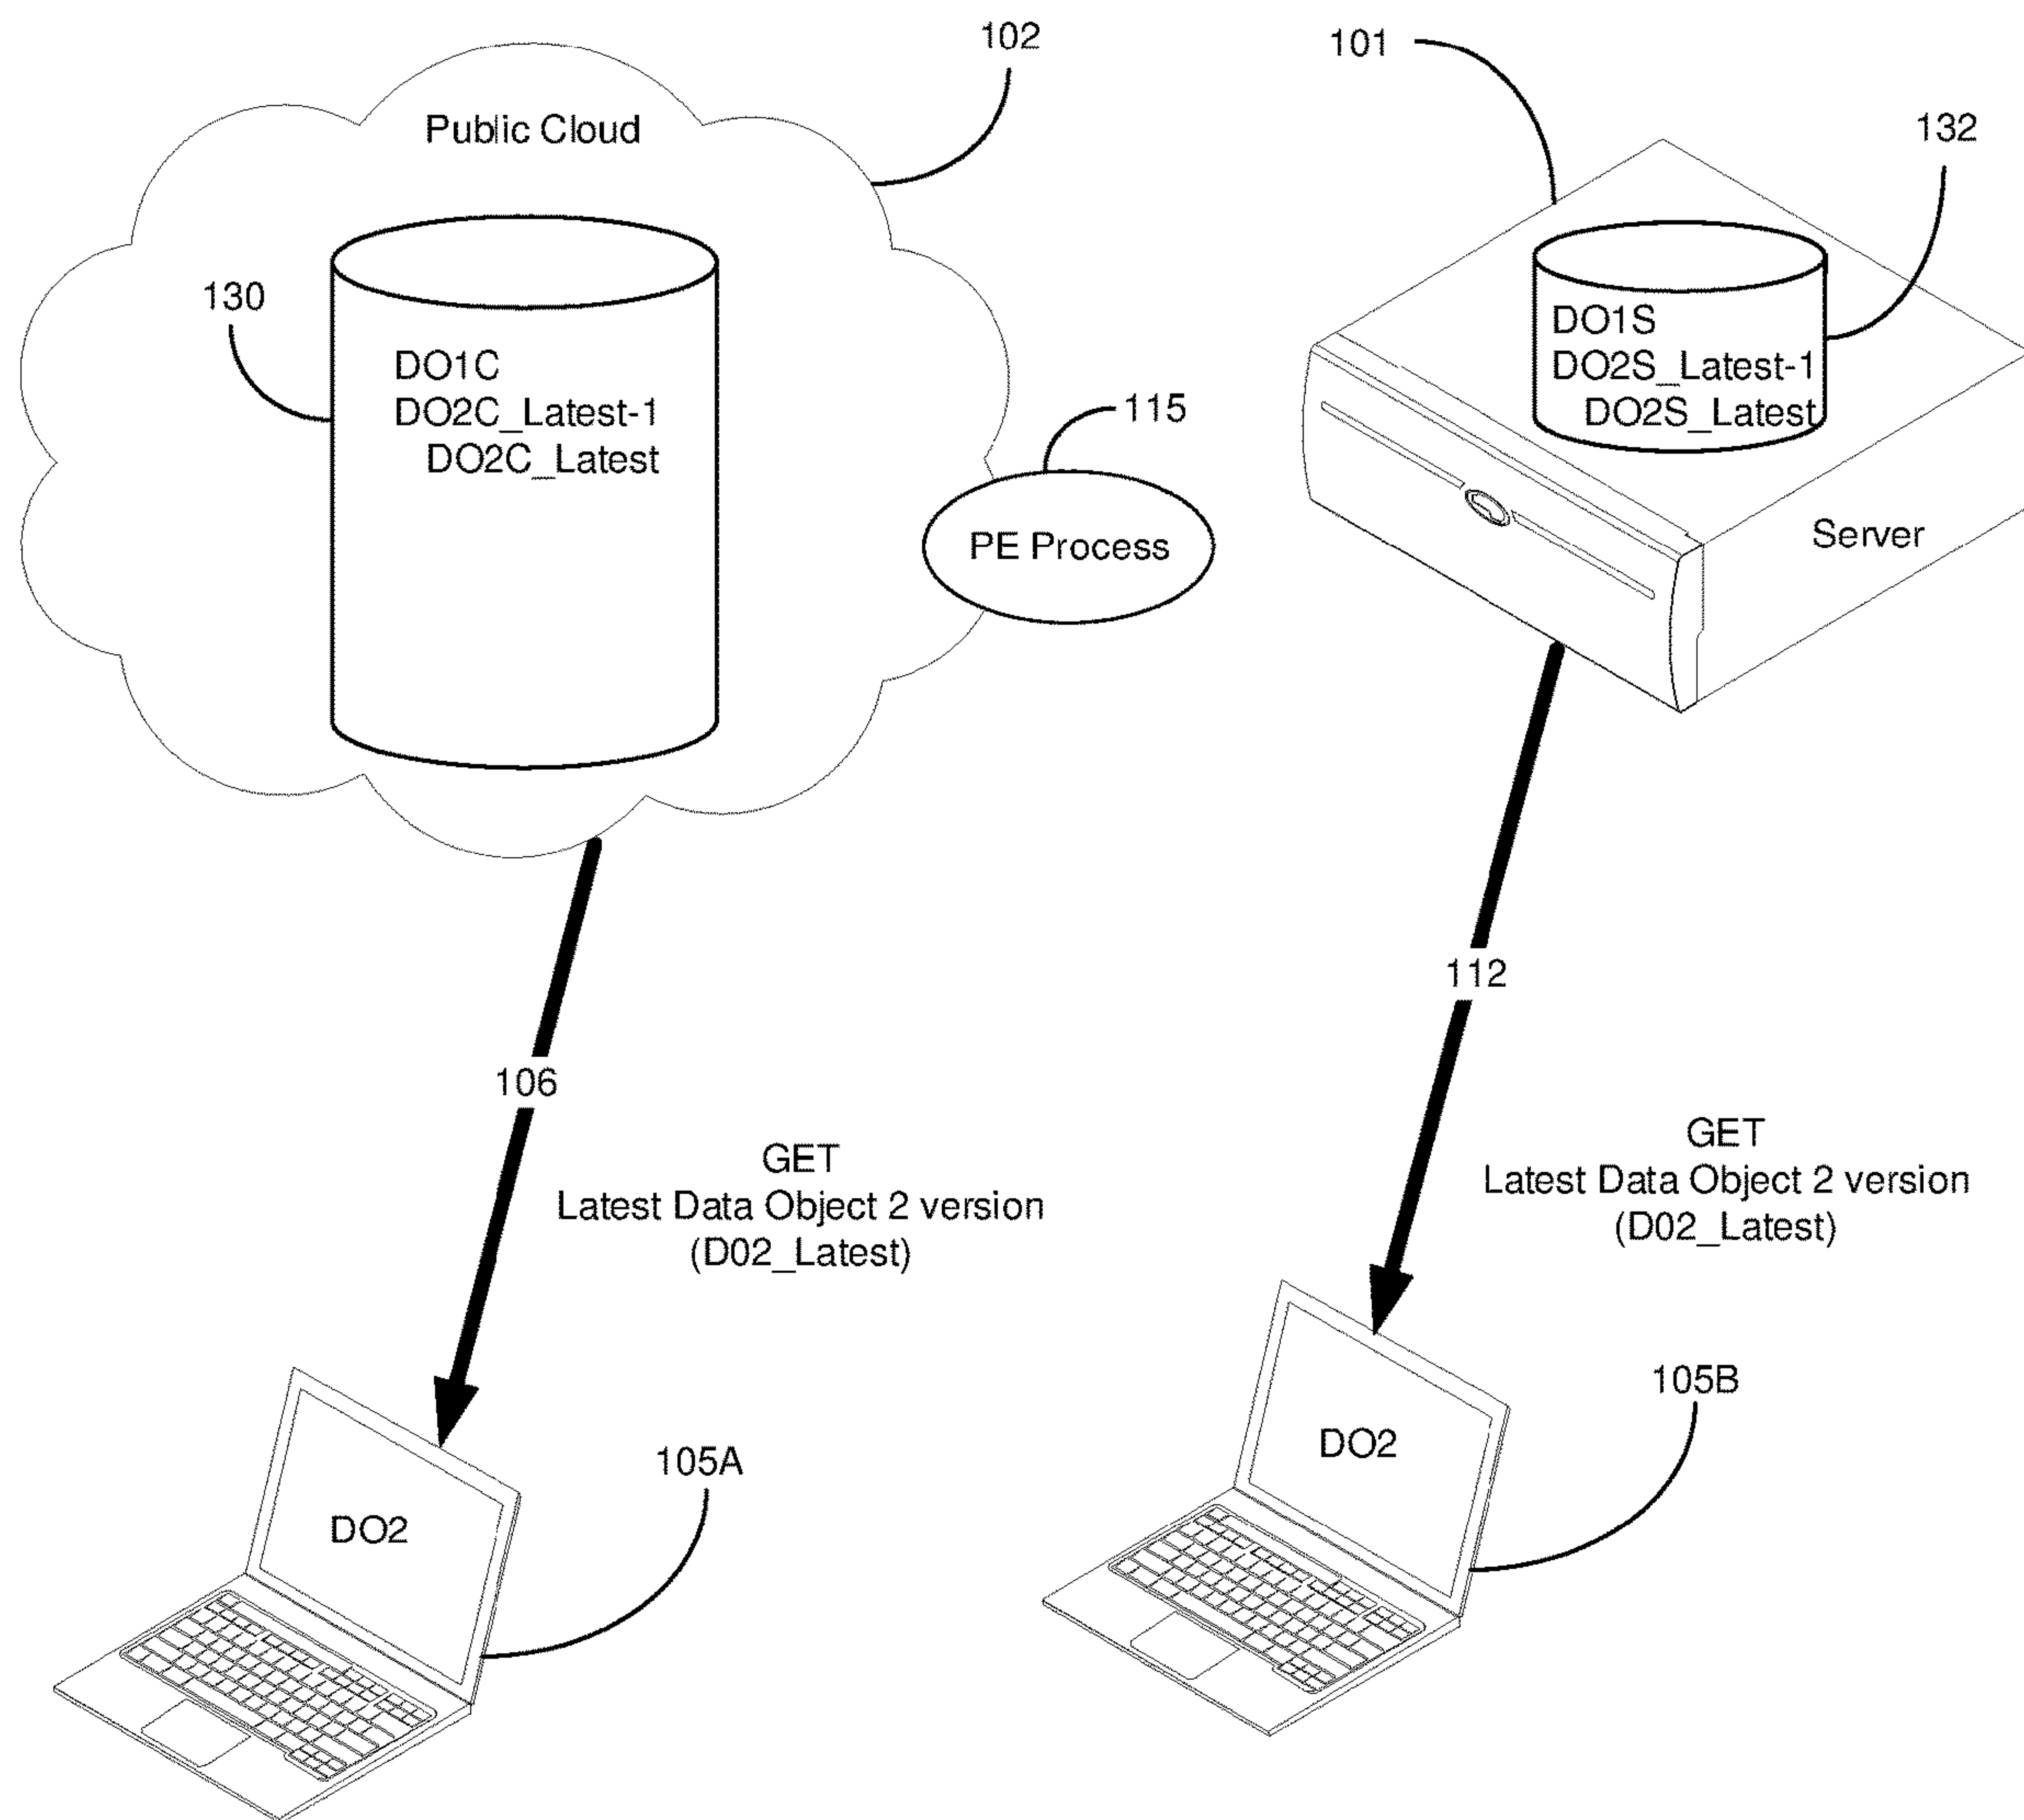 102
101
Public Cloud
132
130
DO1C
DO2C_Latest-1
DO2C_Latest
DO1S
DO2S_Latest-1
DO2S_Latest
115
PE Process
Server
112
106
GET
Latest Data Object 2 version
(D02_Latest)
GET
Latest Data Object 2 version
(D02_Latest)
105B
DO2
105A
DO2